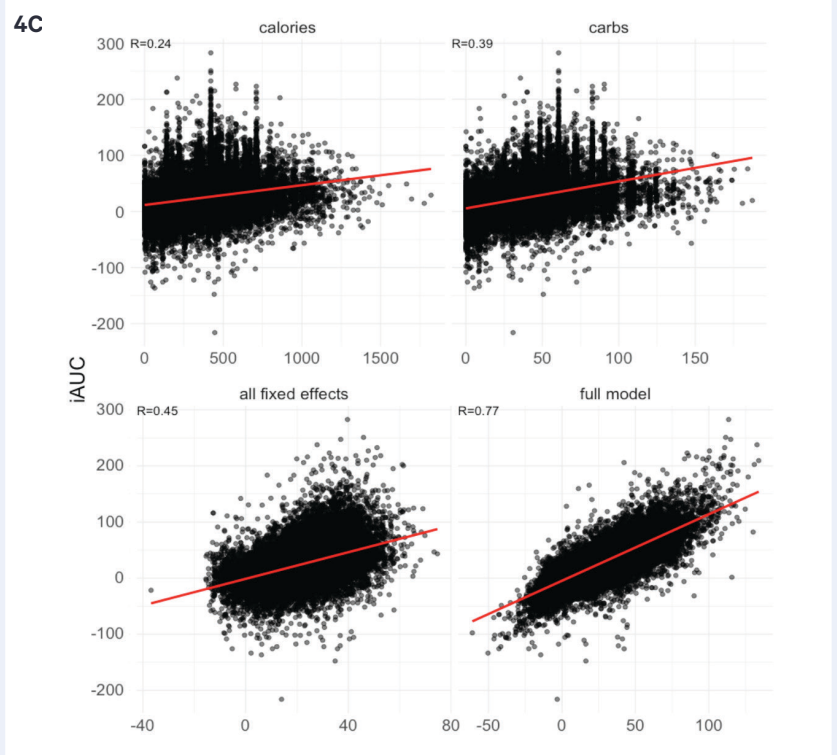 4C
calories
carbs
R=0.24
R=0.39
300
200
100
0
-100
-200
0 500 1000 1500
0 50 100 150
iAUC
all fixed effects
full model
R=0.45
R=0.77
300
200
100
0
-100
-200
-40 0 40 80
-50 0 50 100